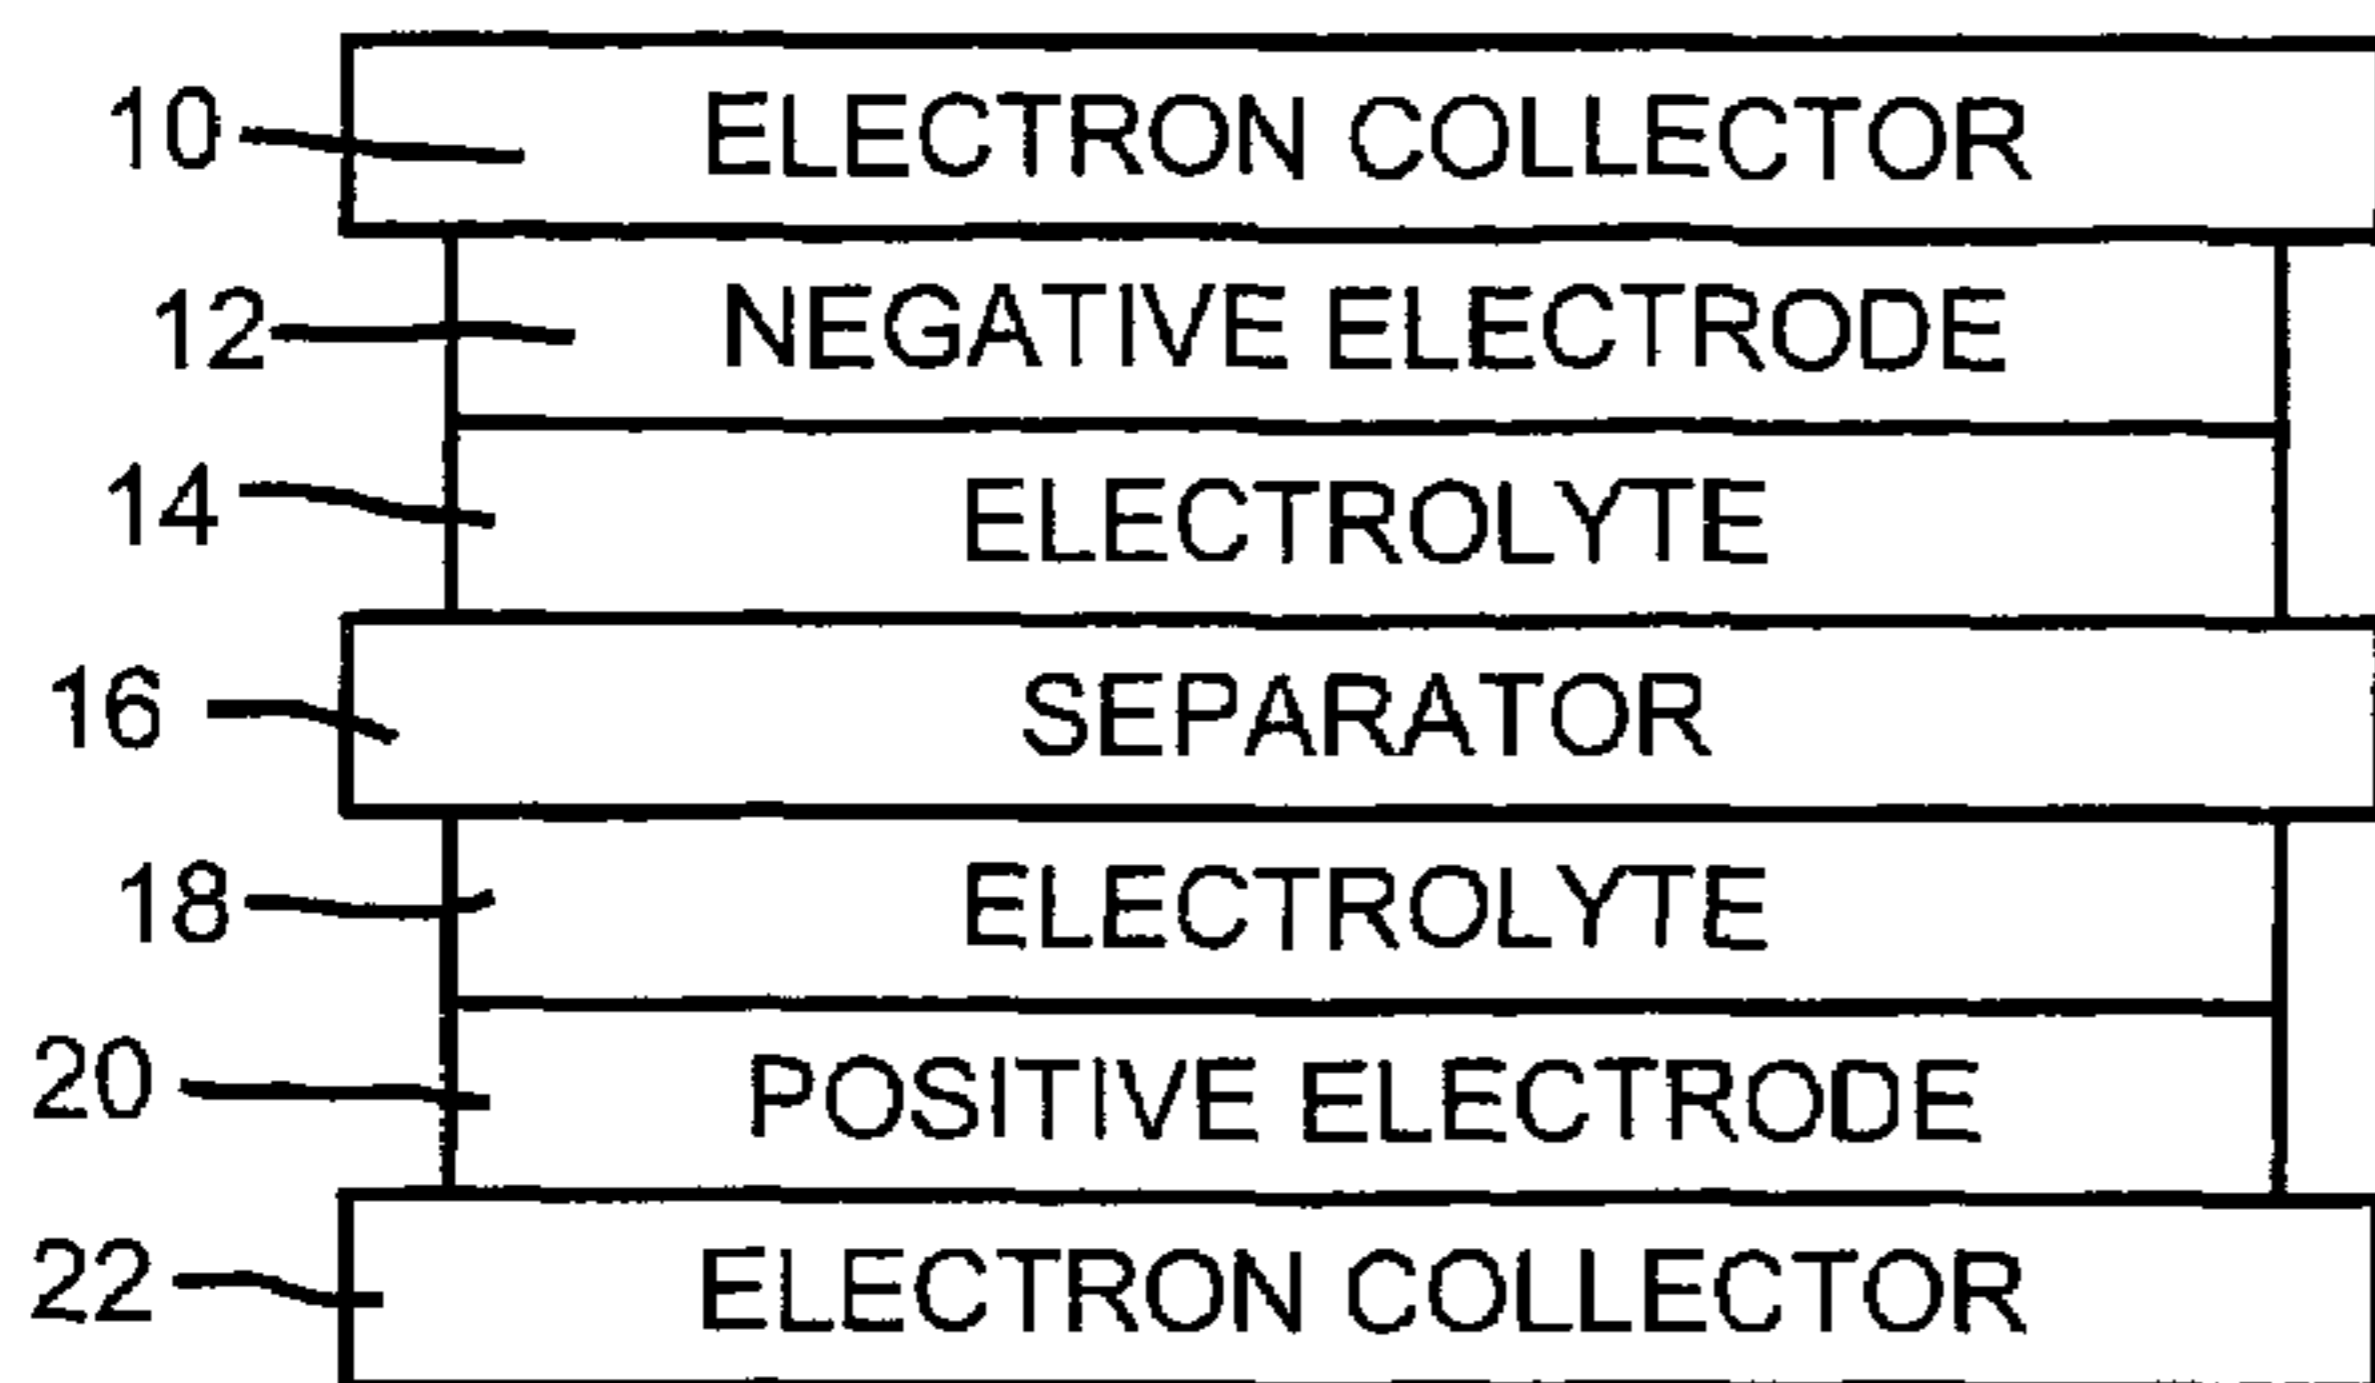 10 ELECTRON COLLECTOR
12 NEGATIVE ELECTRODE
14 ELECTROLYTE
16 SEPARATOR
18 ELECTROLYTE
20 POSITIVE ELECTRODE
22 ELECTRON COLLECTOR